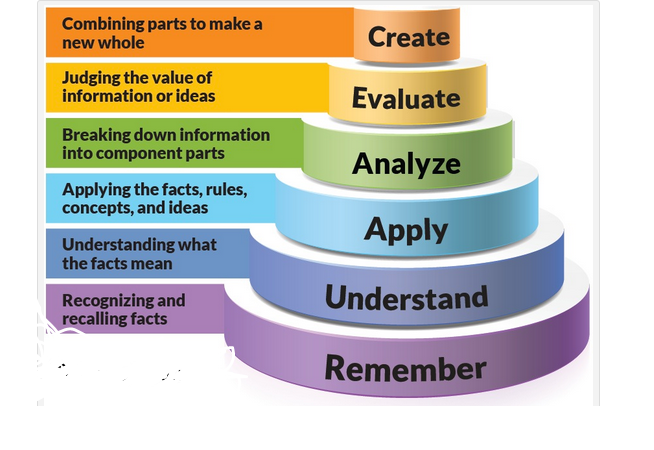 Combining parts to make a
new whole
Create
Judging the value of
information or ideas
Evaluate
Breaking down information
into component parts
Analyze
Applying the facts, rules,
concepts, and ideas
Apply
Understanding what
the facts mean
Understand
Recognizing and
recalling facts
Remember